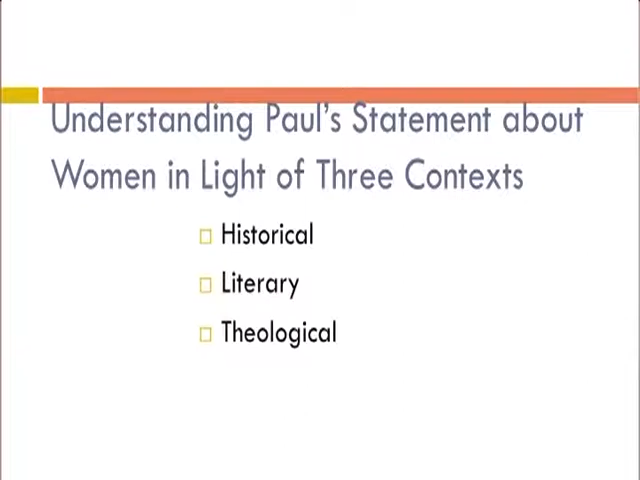 Understanding Paul's Statement about
Women in Light of Three Contexts
Historical
Literary
Theological